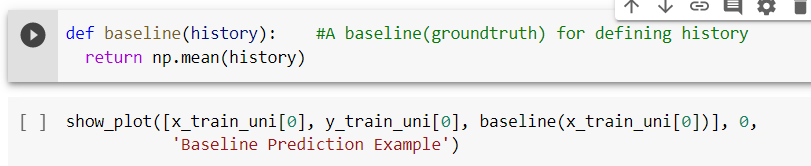 def baseline(history):    #A baseline(groundtruth) for defining history
  return np.mean(history)
[ ] show_plot([x_train_uni[0], y_train_uni[0], baseline(x_train_uni[0])], 0,
          'Baseline Prediction Example')